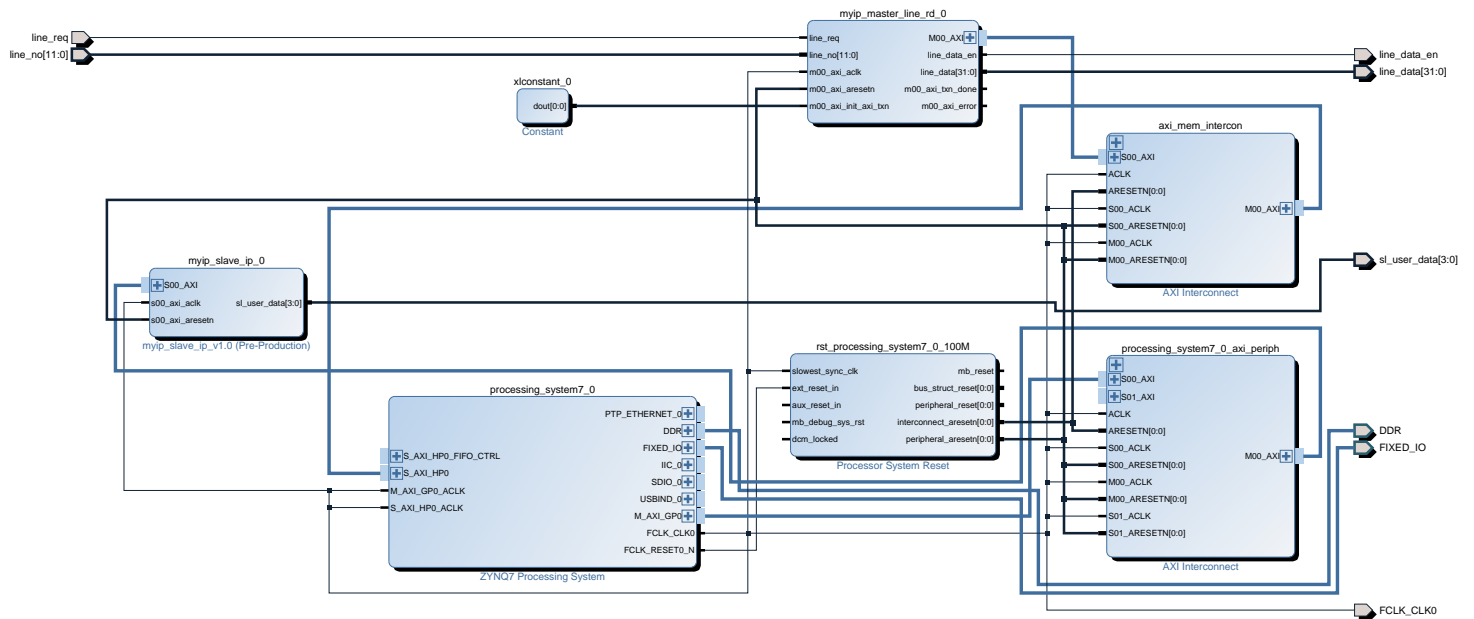 line_req
line_no[11:0]
myip_master_line_rd_0
line_req
line_no[11:0]
m00_axi_aclk
m00_axi_aresetn
m00_axi_init_axi_txn
M00_AXI
line_data_en
line_data[31:0]
m00_axi_txn_done
m00_axi_error
line_data_en
line_data[31:0]
xlconstant_0
dout[0:0]
Constant
axi_mem_intercon
S00_AXI
ACLK
ARESETN[0:0]
S00_ACLK
S00_ARESETN[0:0]
M00_ACLK
M00_ARESETN[0:0]
M00_AXI
AXI Interconnect
myip_slave_ip_0
S00_AXI
s00_axi_aclk
s00_axi_aresetn
sl_user_data[3:0]
myip_slave_ip_v1.0 (Pre-Production)
sl_user_data[3:0]
rst_processing_system7_0_100M
slowest_sync_clk
ext_reset_in
aux_reset_in
mb_debug_sys_rst
dcm_locked
mb_reset
bus_struct_reset[0:0]
peripheral_reset[0:0]
interconnect_aresetn[0:0]
peripheral_aresetn[0:0]
Processor System Reset
processing_system7_0_axi_periph
S00_AXI
S01_AXI
ACLK
ARESETN[0:0]
S00_ACLK
S00_ARESETN[0:0]
M00_ACLK
M00_ARESETN[0:0]
S01_ACLK
S01_ARESETN[0:0]
M00_AXI
AXI Interconnect
processing_system7_0
S_AXI_HP0_FIFO_CTRL
S_AXI_HP0
M_AXI_GP0_ACLK
S_AXI_HP0_ACLK
PTP_ETHERNET_0
DDR
FIXED_IO
IIC_0
SDIO_0
USBIND_0
M_AXI_GP0
FCLK_CLK0
FCLK_RESET0_N
ZYNQ7 Processing System
DDR
FIXED_IO
FCLK_CLK0